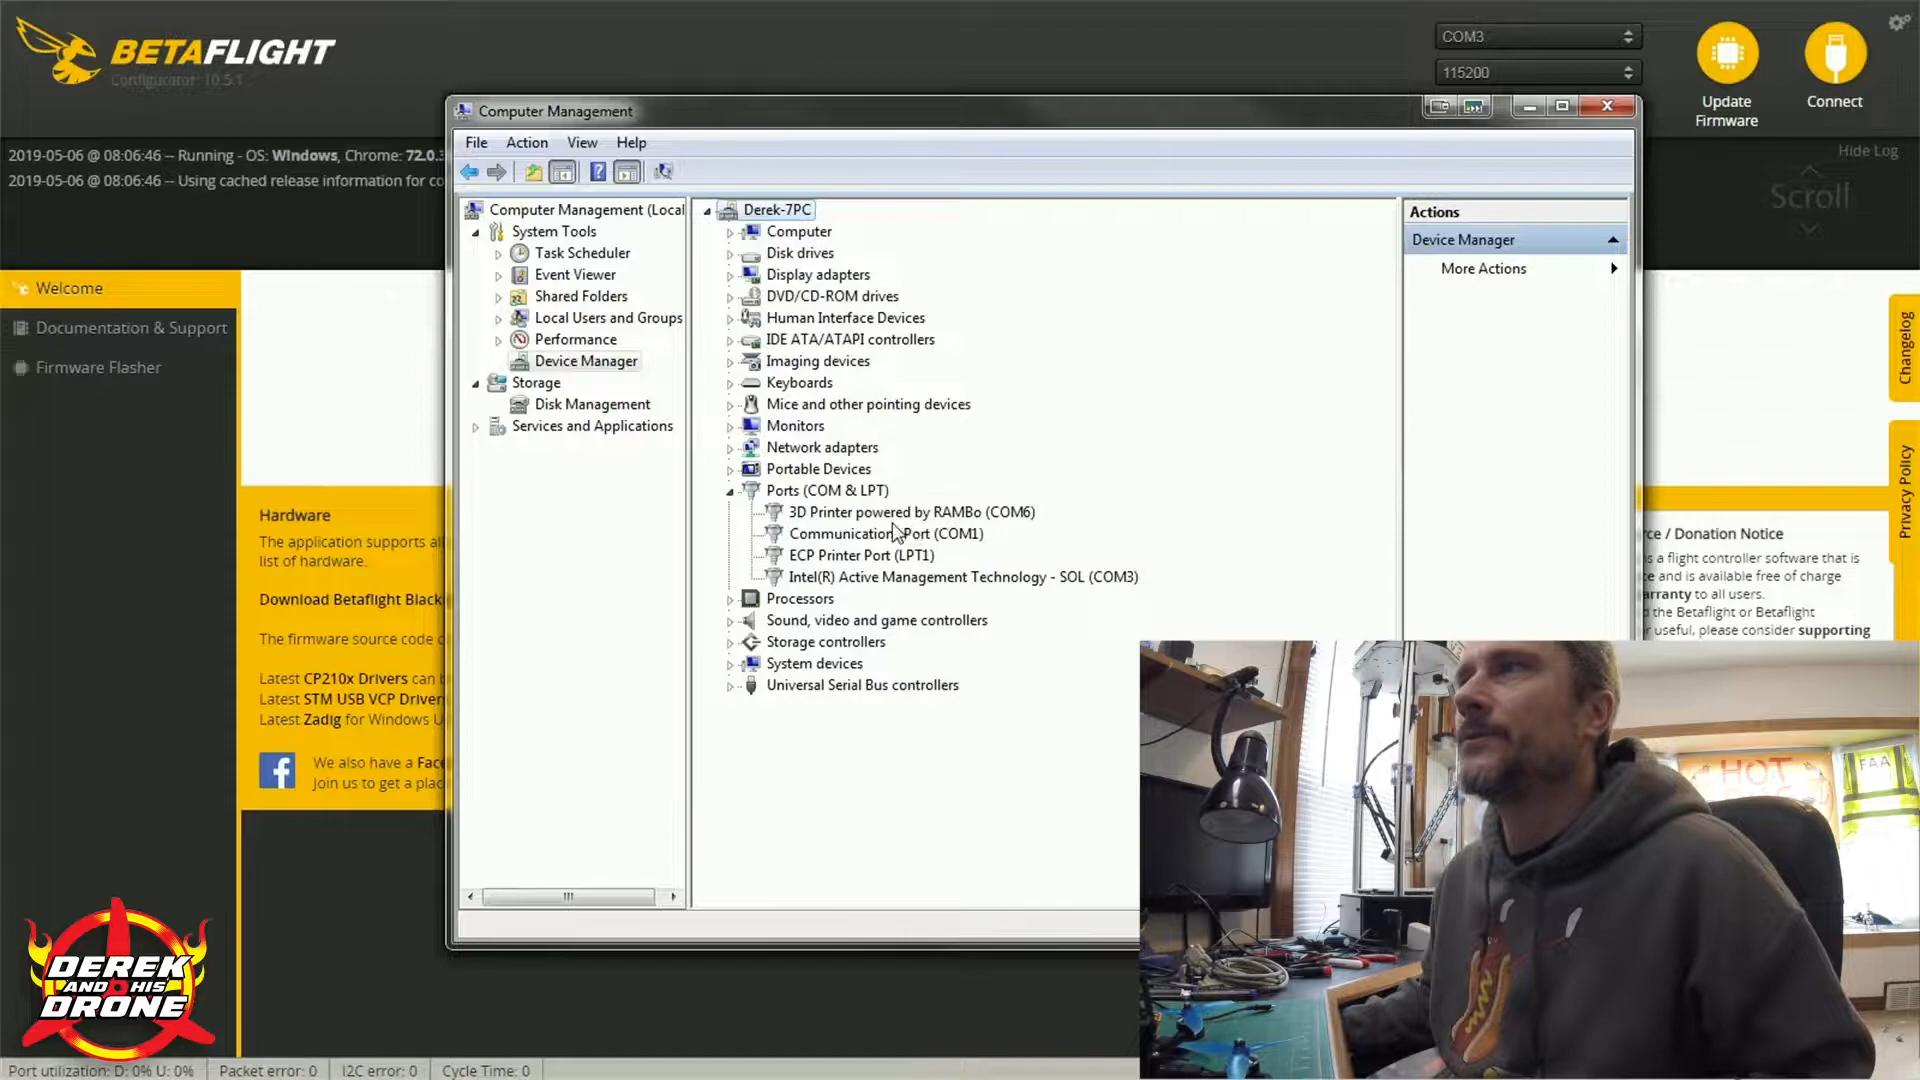 BETAFLIGHT
Configurator: 10.5.1
COM3
115200
Update
Firmware
Connect
2019-05-06 @ 08:06:46 -- Running - OS: Windows, Chrome: 72.0.3
2019-05-06 @ 08:06:46 -- Using cached release information for co
Hide Log
Scroll
Welcome
Documentation & Support
Firmware Flasher
Computer Management
File Action View Help
Computer Management (Local
System Tools
Task Scheduler
Event Viewer
Shared Folders
Local Users and Groups
Performance
Device Manager
Storage
Disk Management
Services and Applications
Derek-7PC
Computer
Disk drives
Display adapters
DVD/CD-ROM drives
Human Interface Devices
IDE ATA/ATAPI controllers
Imaging devices
Keyboards
Mice and other pointing devices
Monitors
Network adapters
Portable Devices
Ports (COM & LPT)
3D Printer powered by RAMBo (COM6)
Communications Port (COM1)
ECP Printer Port (LPT1)
Intel(R) Active Management Technology - SOL (COM3)
Processors
Sound, video and game controllers
Storage controllers
System devices
Universal Serial Bus controllers
Actions
Device Manager
More Actions
Changelog
Privacy Policy
Hardware
The application supports al
list of hardware.
Download Betaflight Black
The firmware source code c
Latest CP210x Drivers can b
Latest STM USB VCP Driver
Latest Zadig for Windows U
We also have a Face
Join us to get a plac
ce / Donation Notice
s a flight controller software that is
e and is available free of charge
arranty to all users.
d the Betaflight or Betaflight
r useful, please consider supporting
HOT
FAA
DEREK
AND HIS
DRONE
Port utilization: D: 0% U: 0% Packet error: 0 I2C error: 0 Cycle Time: 0